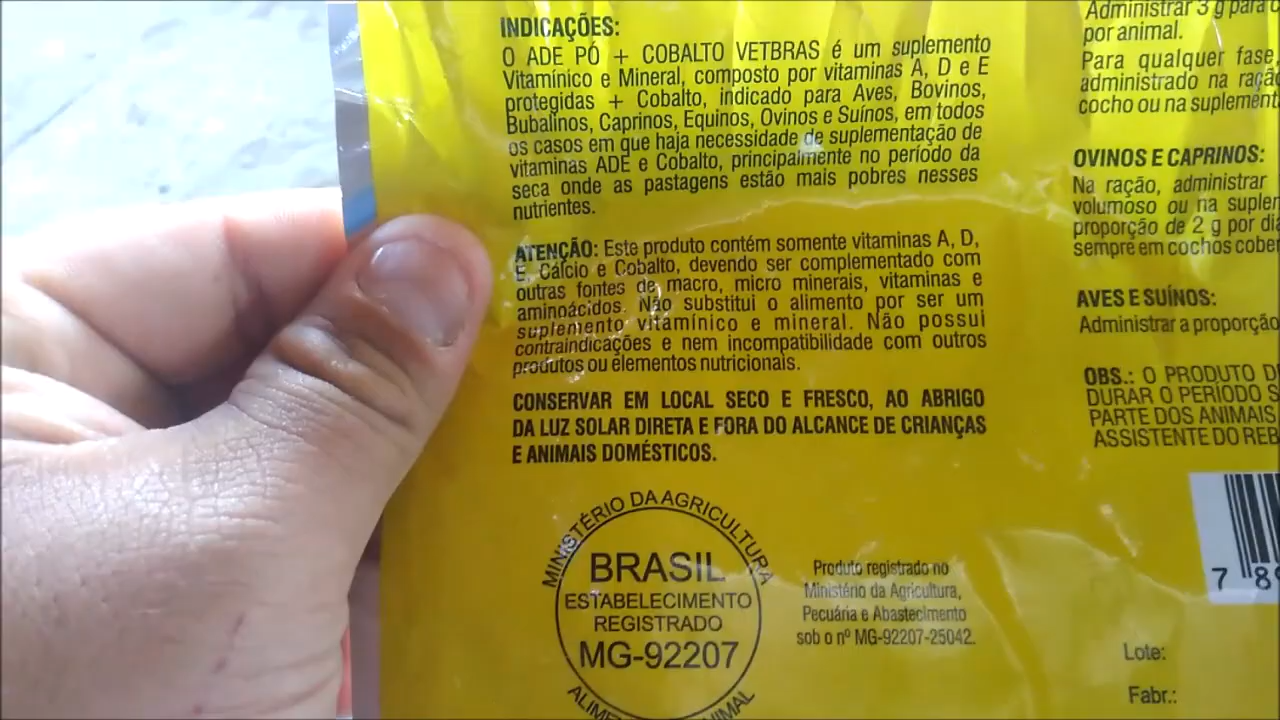 INDICAÇÕES:
O ADE PÓ + COBALTO VETBRAS é um suplemento
Vitamínico e Mineral, composto por vitaminas A, D e E
protegidas + Cobalto, indicado para Aves, Bovinos,
Bubalinos, Caprinos, Equinos, Ovinos e Suínos, em todos
os casos em que haja necessidade de suplementação de
vitaminas ADE e Cobalto, principalmente no período da
seca onde as pastagens estão mais pobres nesses
nutrientes.
ATENÇÃO: Este produto contém somente vitaminas A, D,
E, Cálcio e Cobalto, devendo ser complementado com
outras fontes de macro, micro minerais, vitaminas e
aminoácidos. Não substitui o alimento por ser um
suplemento vitamínico e mineral. Não possui
contraindicações e nem incompatibilidade com outros
produtos ou elementos nutricionais.
CONSERVAR EM LOCAL SECO E FRESCO, AO ABRIGO
DA LUZ SOLAR DIRETA E FORA DO ALCANCE DE CRIANÇAS
E ANIMAIS DOMÉSTICOS.
MINISTÉRIO DA AGRICULTURA
BRASIL
ESTABELECIMENTO
REGISTRADO
MG-92207
Produto registrado no
Ministério da Agricultura,
Pecuária e Abastecimento
sob o nº MG-92207-25042.
Administrar 3 g para
por animal.
Para qualquer fase,
administrado na ração
cocho ou na suplement
OVINOS E CAPRINOS:
Na ração, administrar
volumoso ou na suplem
proporção de 2 g por dia
sempre em cochos cober
AVES E SUÍNOS:
Administrar a proporção
OBS.: O PRODUTO D
DURAR O PERÍODO S
PARTE DOS ANIMAIS
ASSISTENTE DO REB
7 89
Lote:
Fabr.: